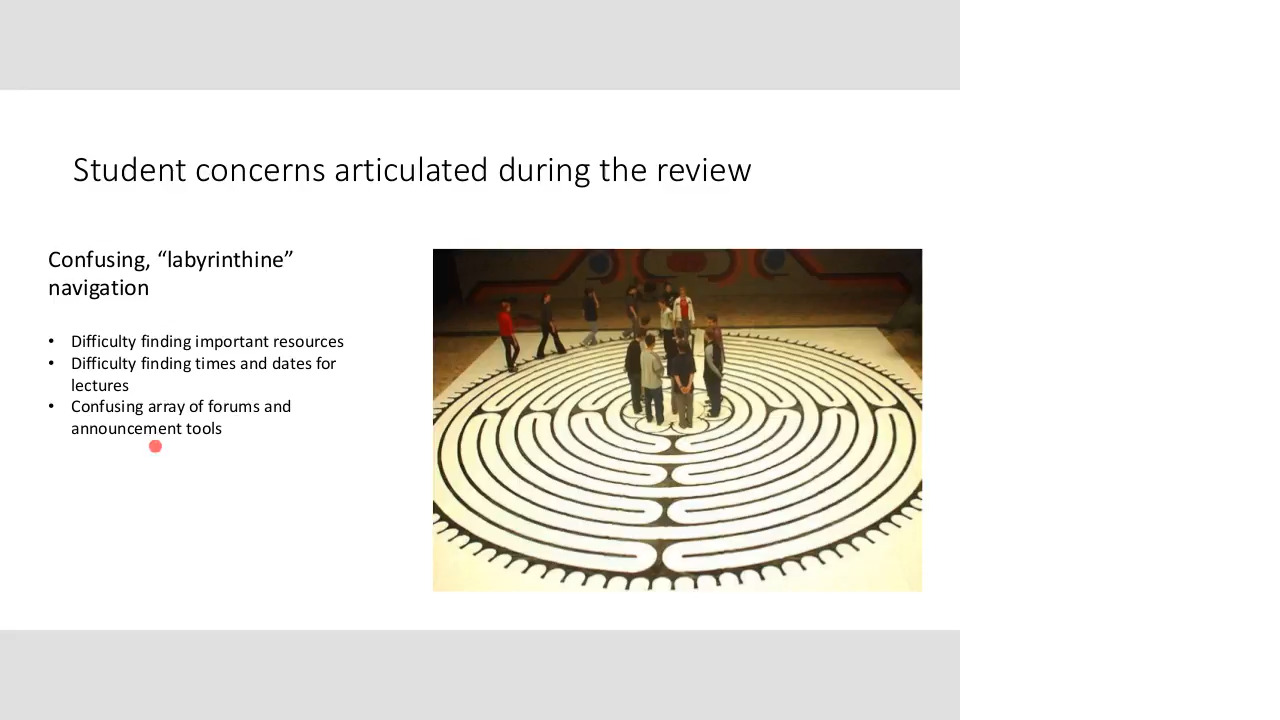 Student concerns articulated during the review
Confusing, “labyrinthine”
navigation
• Difficulty finding important resources
• Difficulty finding times and dates for
lectures
• Confusing array of forums and
announcement tools